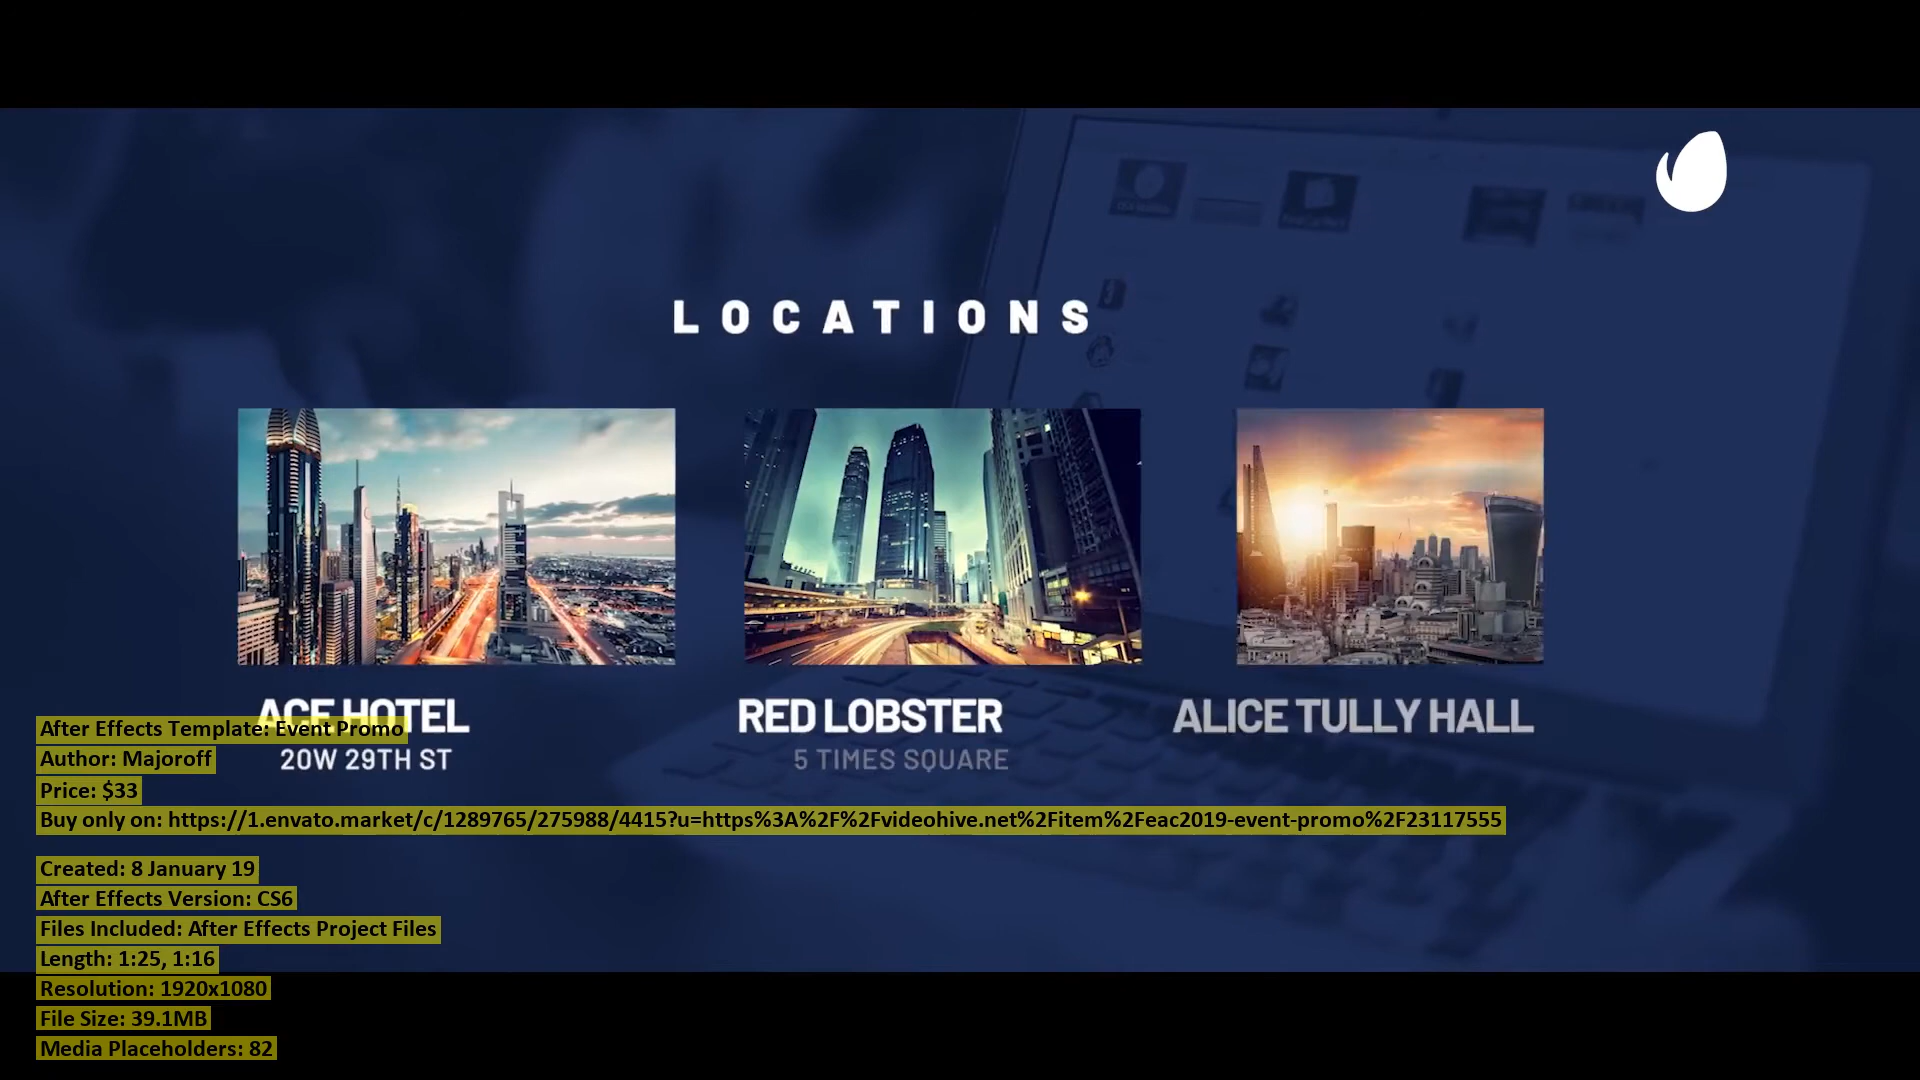 LOCATIONS
ACE HOTEL
20W 29TH ST
RED LOBSTER
5 TIMES SQUARE
ALICE TULLY HALL
After Effects Template: Event Promo
Author: Majoroff
Price: $33
Buy only on: https://1.envato.market/c/1289765/275988/4415?u=https%3A%2F%2Fvideohive.net%2Fitem%2Feac2019-event-promo%2F23117555
Created: 8 January 19
After Effects Version: CS6
Files Included: After Effects Project Files
Length: 1:25, 1:16
Resolution: 1920x1080
File Size: 39.1MB
Media Placeholders: 82